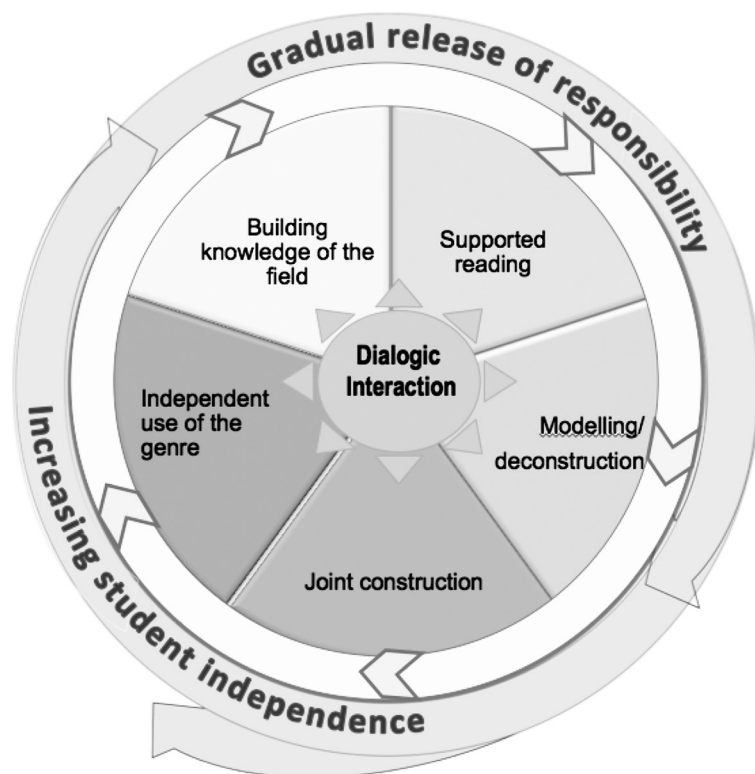 Gradual release of responsibility
Building
knowledge of the
field
Supported
reading
Dialogic
Interaction
Independent
use of the
genre
Modelling/
deconstruction
Joint construction
Increasing student independence